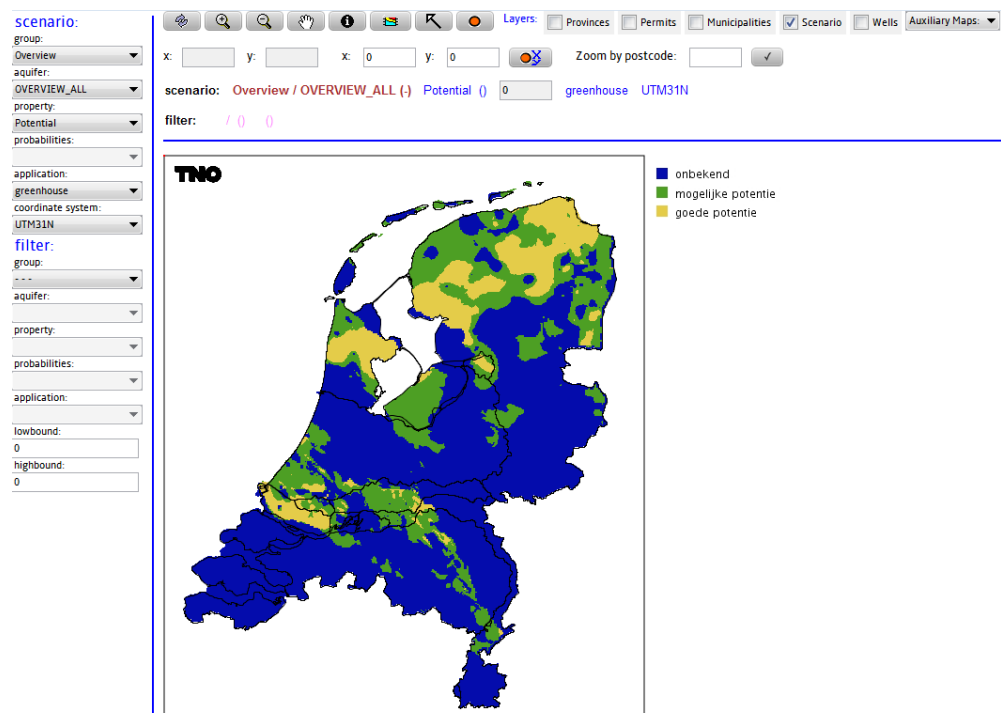 scenario:
group:
Overview
aquifer:
OVERVIEW_ALL
property:
Potential
probabilities:
application:
greenhouse
coordinate system:
UTM31N
filter:
group:
- - -
aquifer:
property:
probabilities:
application:
lowbound:
0
highbound:
0
Layers: Provinces Permits Municipalities Scenario Wells Auxiliary Maps:
x: y: x: 0 y: 0 Zoom by postcode:
scenario: Overview / OVERVIEW_ALL (-) Potential () 0 greenhouse UTM31N
filter: / () ()
TNO
onbekend
mogelijke potentie
goede potentie